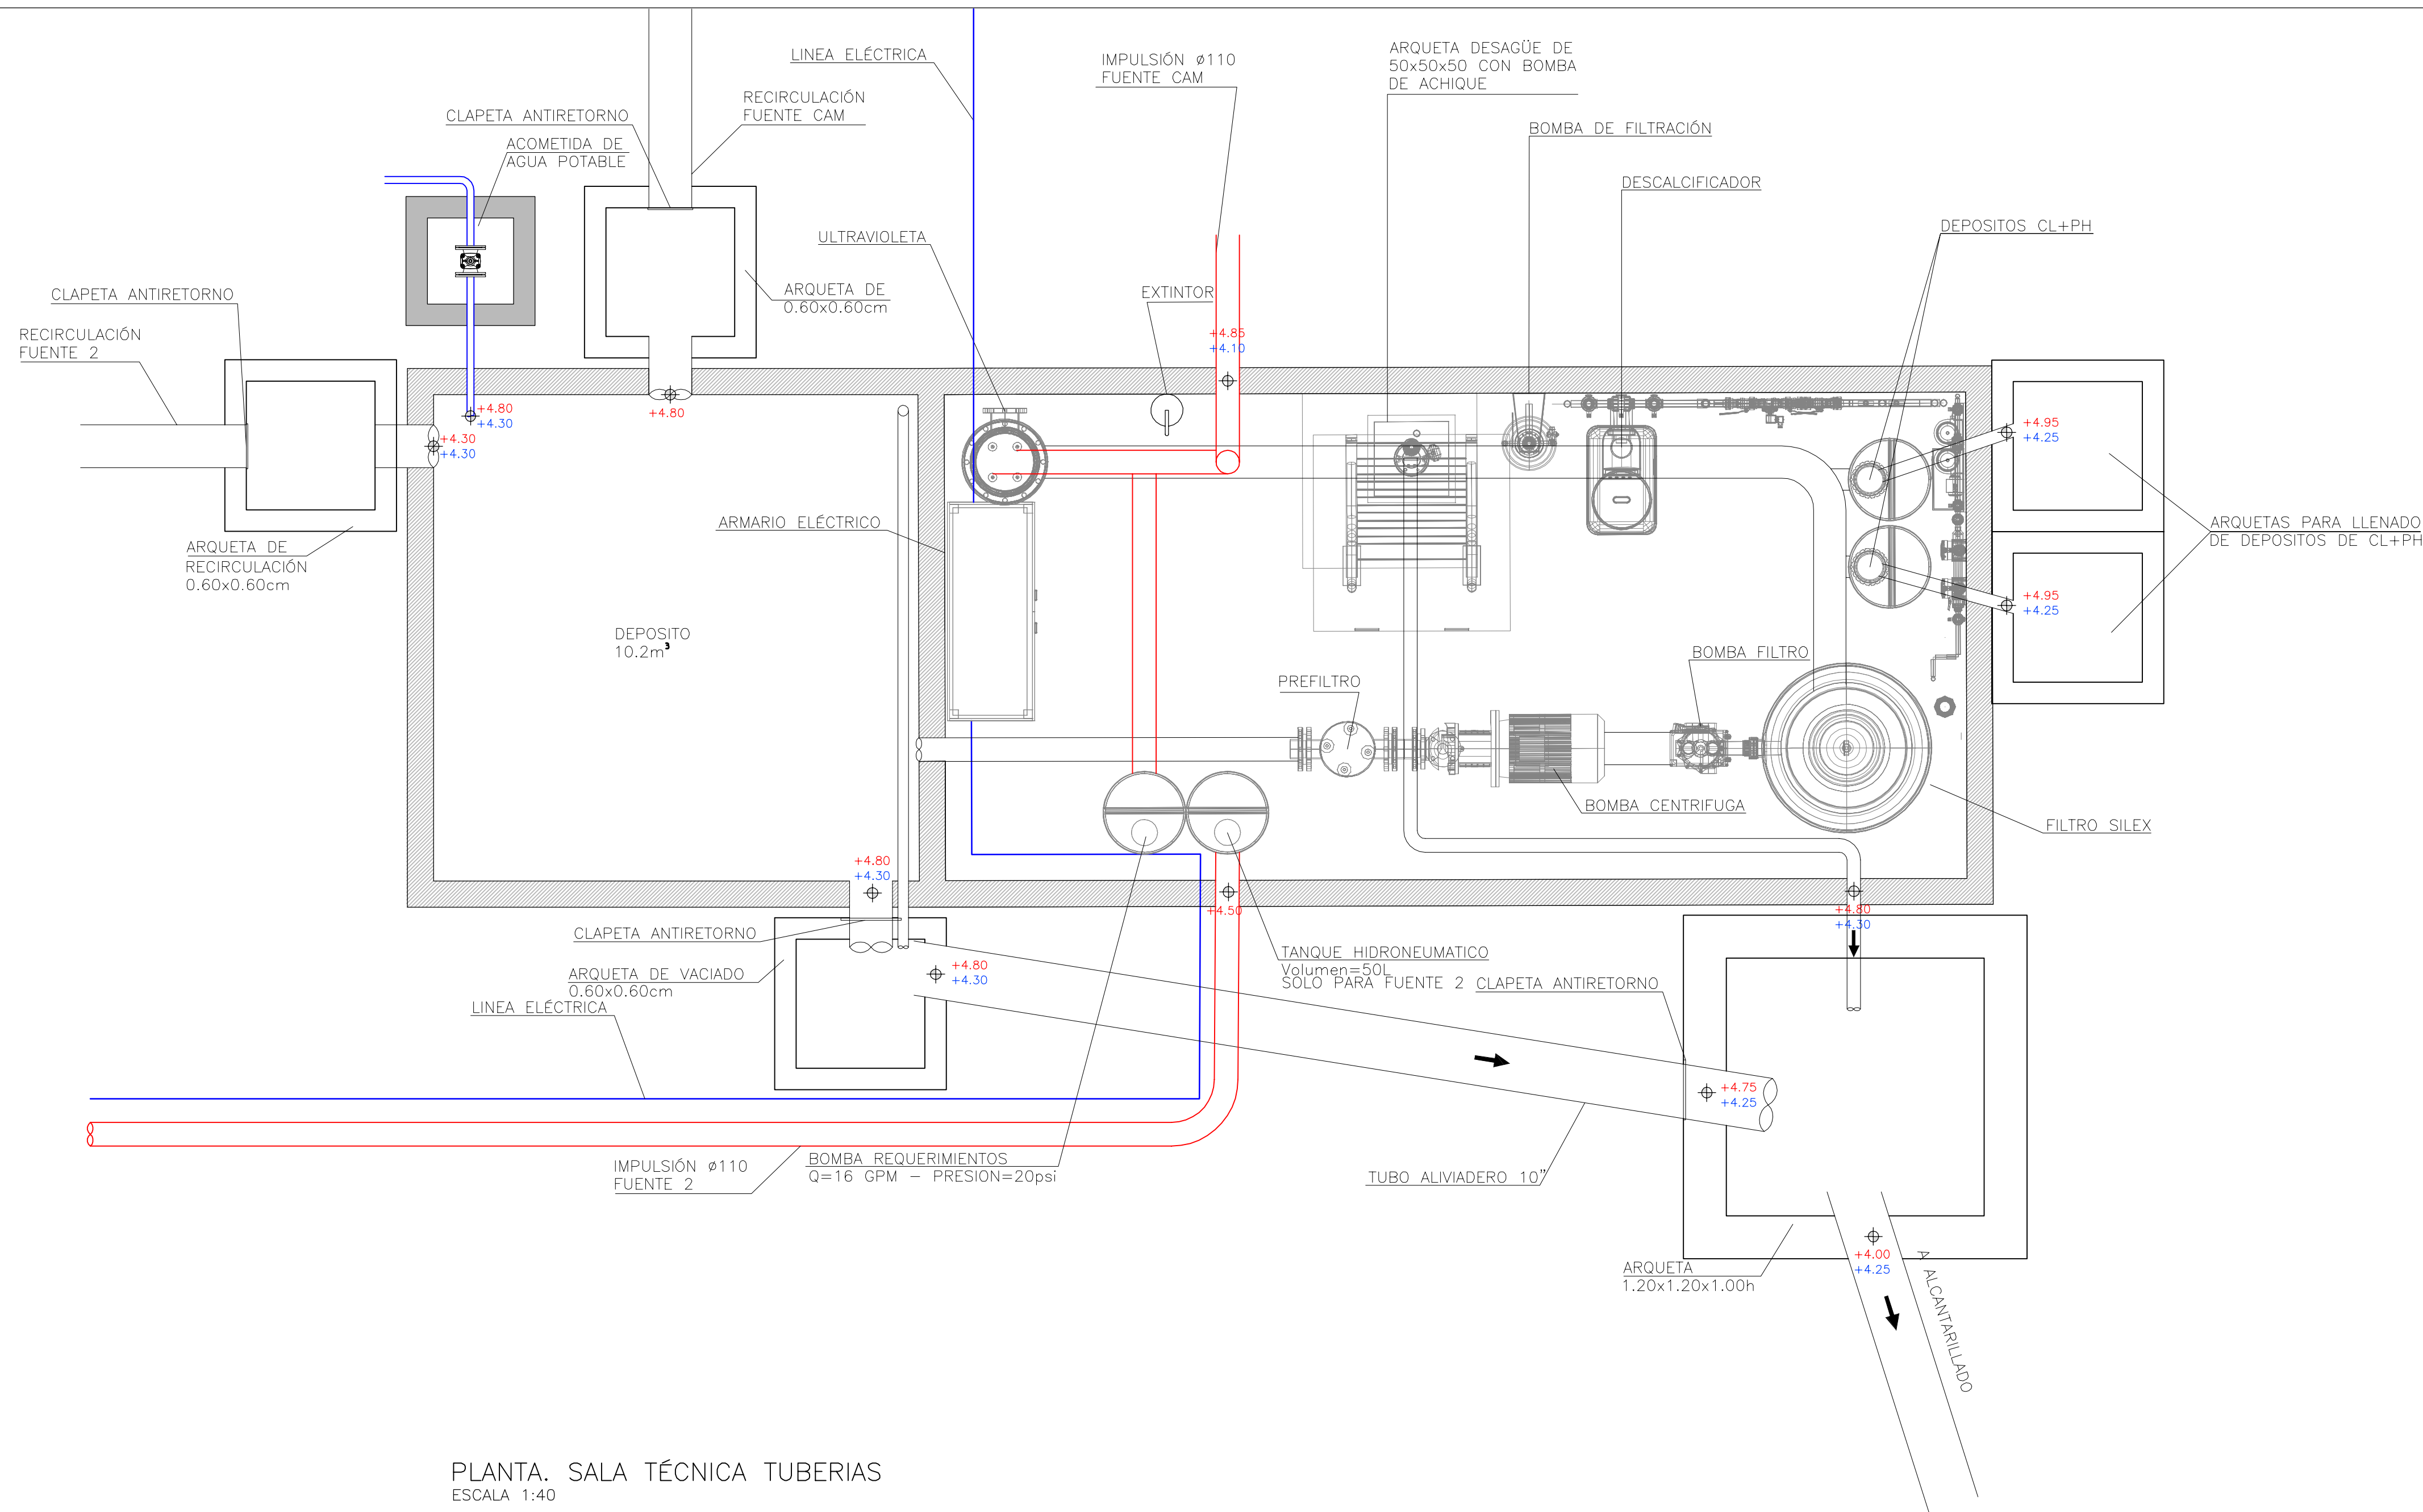 LINEA ELÉCTRICA
IMPULSIÓN ø110
FUENTE CAM
ARQUETA DESAGÜE DE
50x50x50 CON BOMBA
DE ACHIQUE
RECIRCULACIÓN
FUENTE CAM
CLAPETA ANTIRETORNO
ACOMETIDA DE
AGUA POTABLE
BOMBA DE FILTRACIÓN
DESCALCIFICADOR
DEPOSITOS CL+PH
ULTRAVIOLETA
CLAPETA ANTIRETORNO
ARQUETA DE
0.60x0.60cm
EXTINTOR
RECIRCULACIÓN
FUENTE 2
+4.85
+4.10
+4.80
+4.30
+4.80
+4.30
+4.30
+4.95
+4.25
ARQUETA DE
RECIRCULACIÓN
0.60x0.60cm
ARMARIO ELÉCTRICO
ARQUETAS PARA LLENADO
DE DEPOSITOS DE CL+PH
+4.95
+4.25
DEPOSITO
10.2m³
BOMBA FILTRO
PREFILTRO
BOMBA CENTRIFUGA
FILTRO SILEX
+4.80
+4.30
+4.50
+4.80
+4.30
CLAPETA ANTIRETORNO
ARQUETA DE VACIADO
0.60x0.60cm
+4.80
+4.30
TANQUE HIDRONEUMATICO
Volumen=50L
SOLO PARA FUENTE 2
CLAPETA ANTIRETORNO
LINEA ELÉCTRICA
+4.75
+4.25
IMPULSIÓN ø110
FUENTE 2
BOMBA REQUERIMIENTOS
Q=16 GPM – PRESION=20psi
TUBO ALIVIADERO 10"
+4.00
+4.25
ARQUETA
1.20x1.20x1.00h
A ALCANTARILLADO
PLANTA. SALA TÉCNICA TUBERIAS
ESCALA 1:40